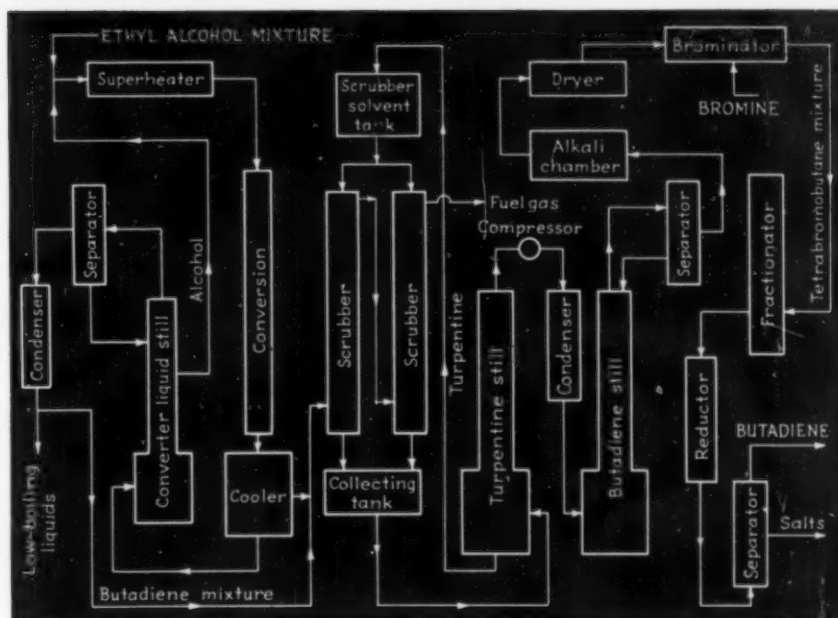 ETHYL ALCOHOL MIXTURE
Superheater
Scrubber
solvent
tank
Dryer
Brominator
BROMINE
Alkali
chamber
Tetrabromobutane mixture
Separator
Condenser
Converter liquid still
Alcohol
Conversion
Scrubber
Scrubber
Fuel gas
Compressor
Turpentine
Turpentine still
Condenser
Butadiene still
Separator
Fractionator
Reductor
BUTADIENE
Salts
Separator
Cooler
Collecting
tank
Low-boiling
liquids
Butadiene mixture